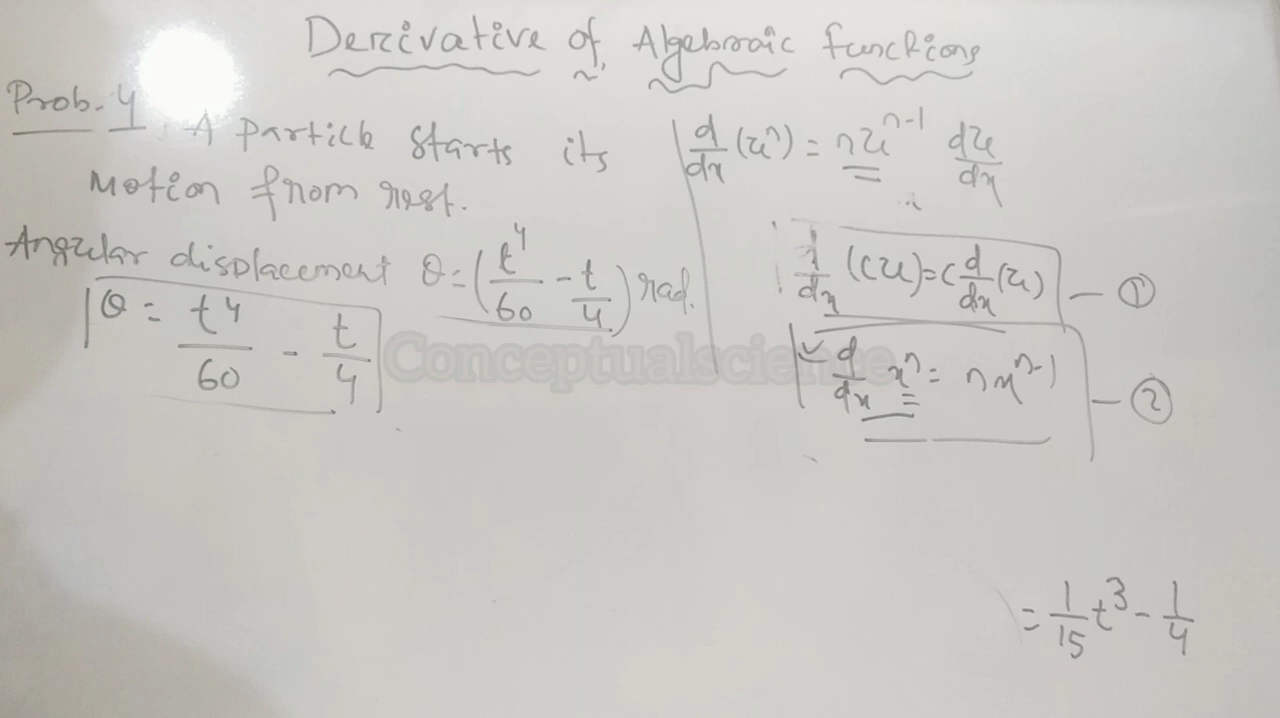 Derivative of Algebraic functions
Prob. 4 A particle starts its
Motion from rest.
Angular displacement θ = (t⁴/60 - t/4) rad.
θ = t⁴/60 - t/4
d/dx (uⁿ) = nuⁿ⁻¹ du/dx
d/dx (cu) = c d/dx (u) — ①
d/dx xⁿ = nxⁿ⁻¹ — ②
Conceptualscience
= 1/15 t³ - 1/4